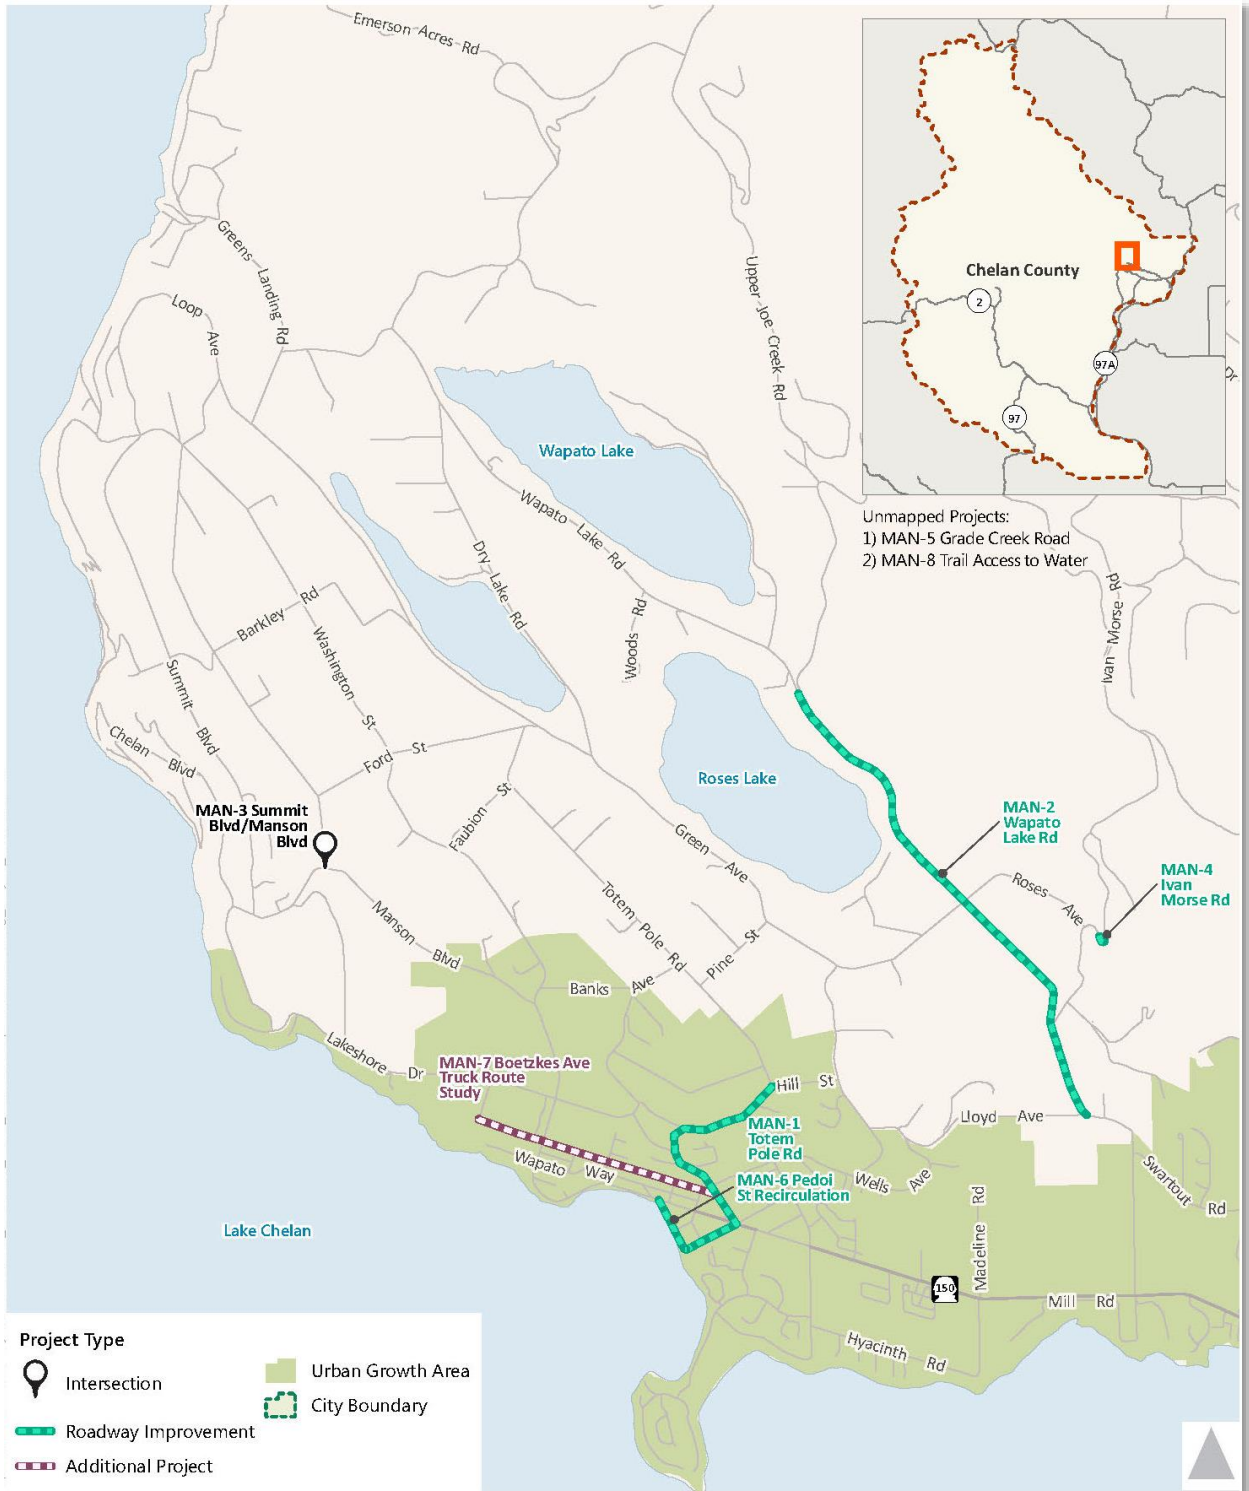 Emerson Acres Rd
Greens Landing Rd
Loop Ave
Upper Joe Creek Rd
Chelan County
2
97A
97
Dr
Unmapped Projects:
1) MAN-5 Grade Creek Road
2) MAN-8 Trail Access to Water
Wapato Lake
Wapato Lake Rd
Dry Lake Rd
Woods Rd
Ivan Morse Rd
Barkley Rd
Washington St
Summit Blvd
Chelan Blvd
Ford St
Faubion St
Roses Lake
Green Ave
MAN-3 Summit
Blvd/Manson
Blvd
MAN-2
Wapato
Lake Rd
MAN-4
Ivan
Morse Rd
Roses Ave
Totem Pole Rd
Pine St
Manson Blvd
Banks Ave
Lakeshore Dr
MAN-7 Boetzkes Ave
Truck Route
Study
Hill St
MAN-1
Totem
Pole Rd
Lloyd Ave
Wapato Way
MAN-6 Pedoi
St Recirculation
Wells Ave
Swartout Rd
Madeline Rd
Lake Chelan
150
Mill Rd
Hyacinth Rd
Project Type
Intersection
Roadway Improvement
Additional Project
Urban Growth Area
City Boundary